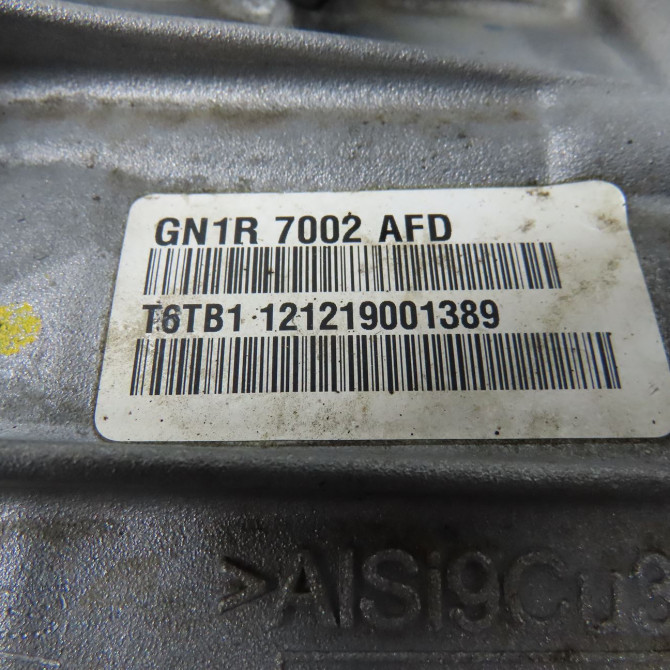 GN1R 7002 AFD
T6TB1 121219001389
>AlSi9Cu3